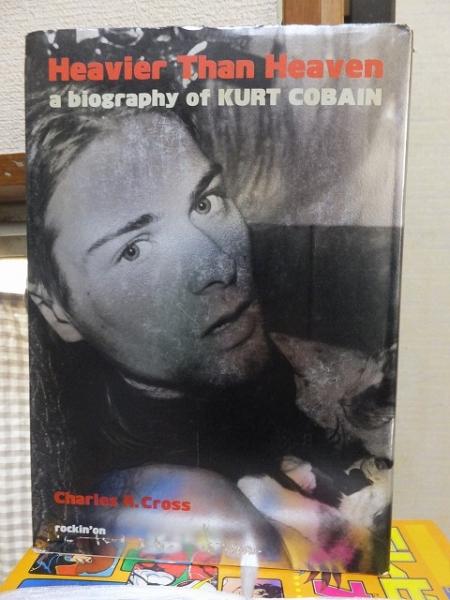 Heavier Than Heaven
a biography of KURT COBAIN
Charles R. Cross
rockin'on